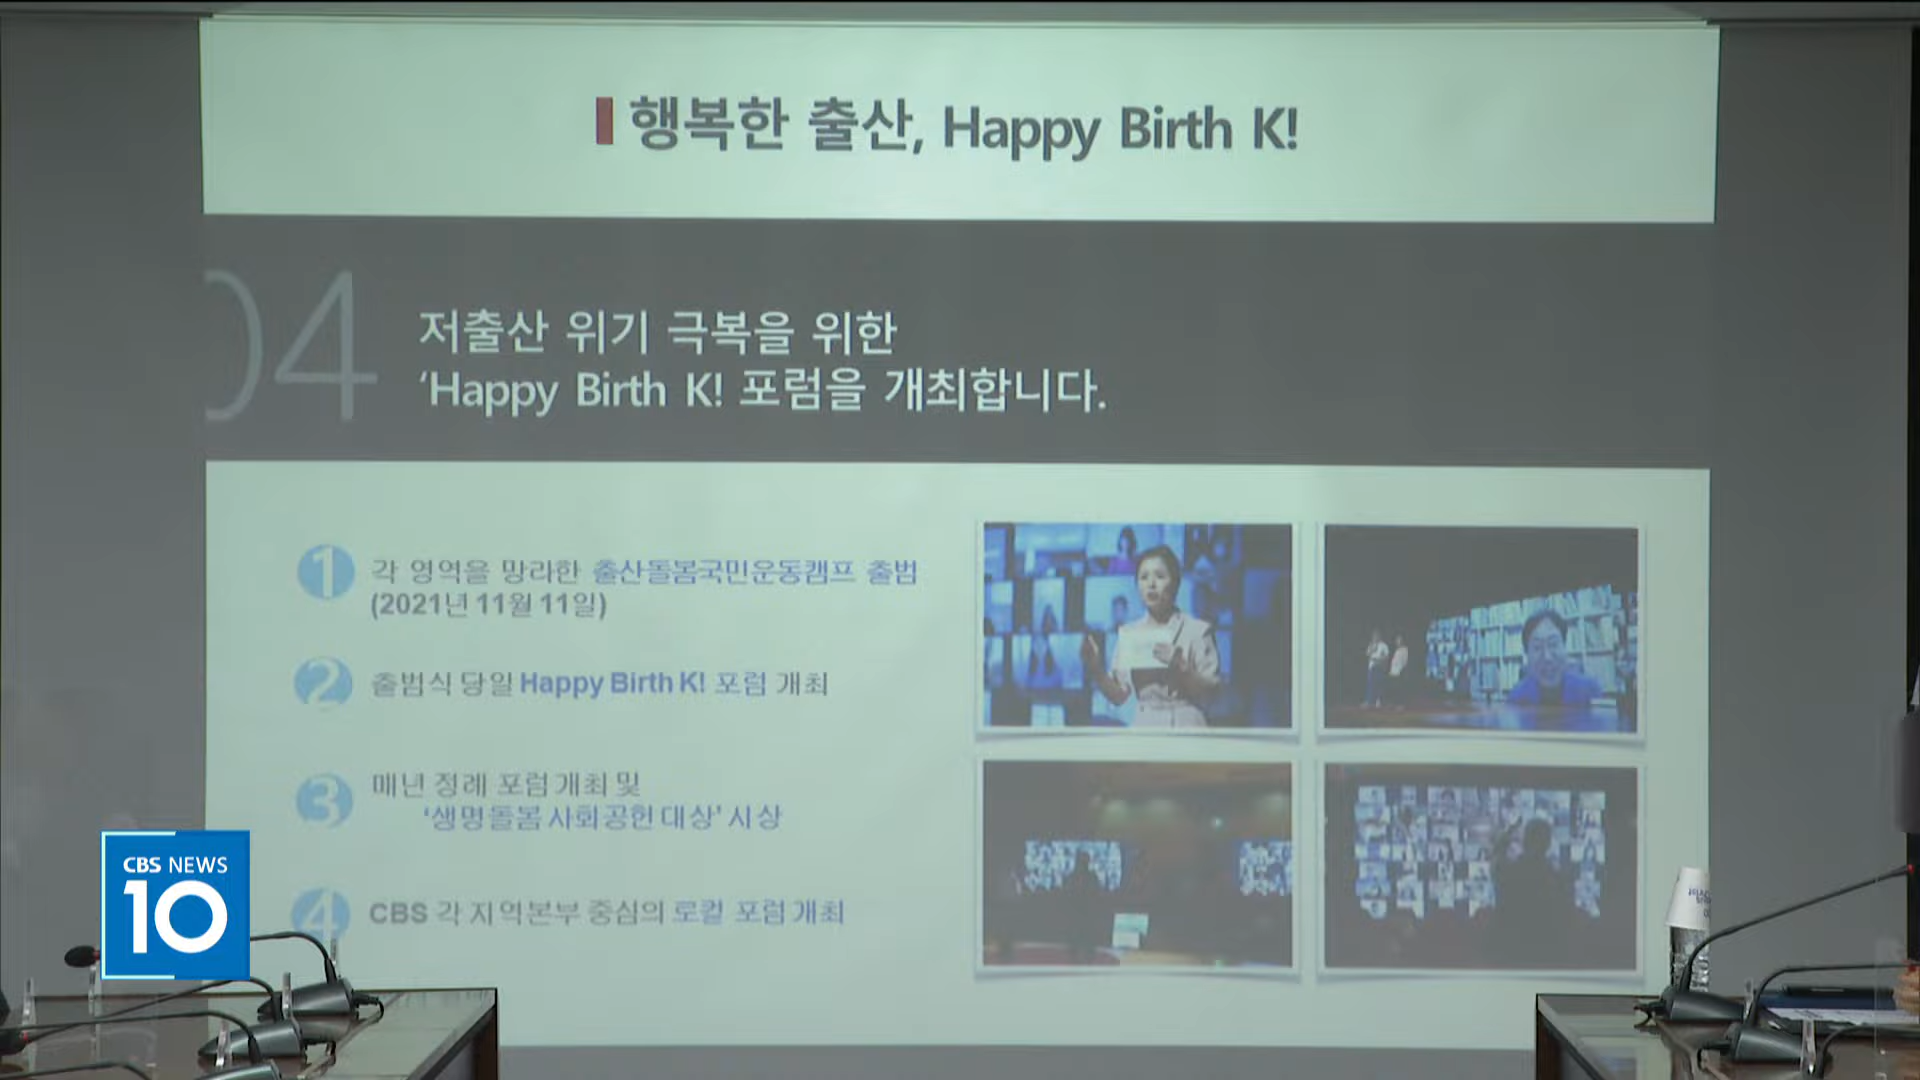 행복한 출산, Happy Birth K!
04
저출산 위기 극복을 위한
‘Happy Birth K! 포럼을 개최합니다.
1 각 영역을 망라한 출산돌봄국민운동캠프 출범
(2021년 11월 11일)
2 출범식 당일 Happy Birth K! 포럼 개최
3 매년 정례 포럼 개최 및
‘생명돌봄 사회공헌 대상’ 시상
4 CBS 각 지역본부 중심의 로컬 포럼 개최
CBS NEWS
10